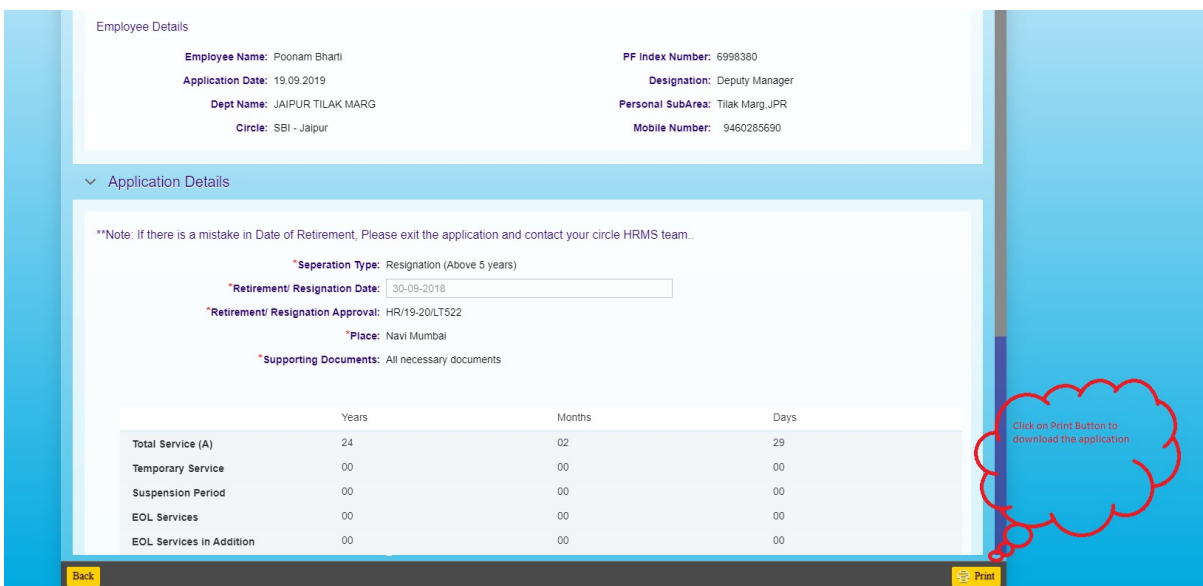 Employee Details
Employee Name: Poonam Bharti PF Index Number: 6998380
Application Date: 19.09.2019 Designation: Deputy Manager
Dept Name: JAIPUR TILAK MARG Personal SubArea: Tilak Marg,JPR
Circle: SBI - Jaipur Mobile Number: 9460285690
Application Details
**Note: If there is a mistake in Date of Retirement, Please exit the application and contact your circle HRMS team..
*Seperation Type: Resignation (Above 5 years)
*Retirement/ Resignation Date: 30-09-2018
*Retirement/ Resignation Approval: HR/19-20/LT522
*Place: Navi Mumbai
*Supporting Documents: All necessary documents
Years Months Days
Total Service (A) 24 02 29
Temporary Service 00 00 00
Suspension Period 00 00 00
EOL Services 00 00 00
EOL Services in Addition 00 00 00
Click on Print Button to
download the application
Back Print